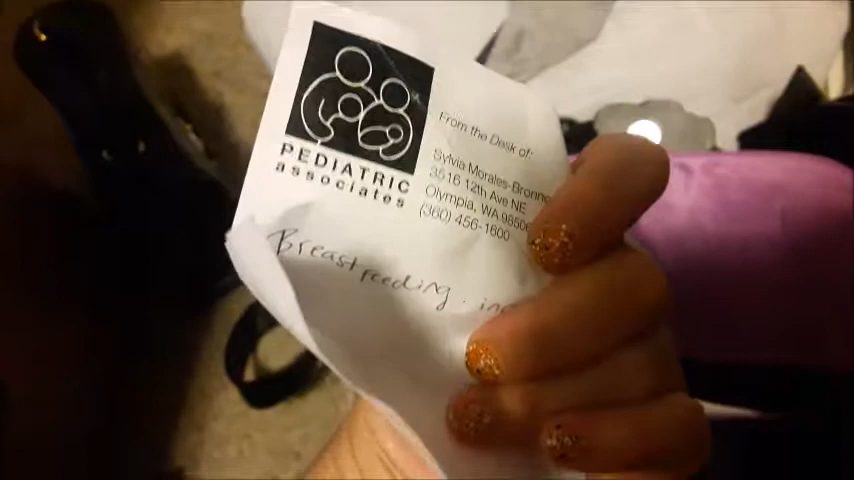 PEDIATRIC
associates
From the Desk of:
Sylvia Morales-Bronner
3516 12th Ave NE
Olympia, WA 98506
(360) 456-1600
Breastfeeding.